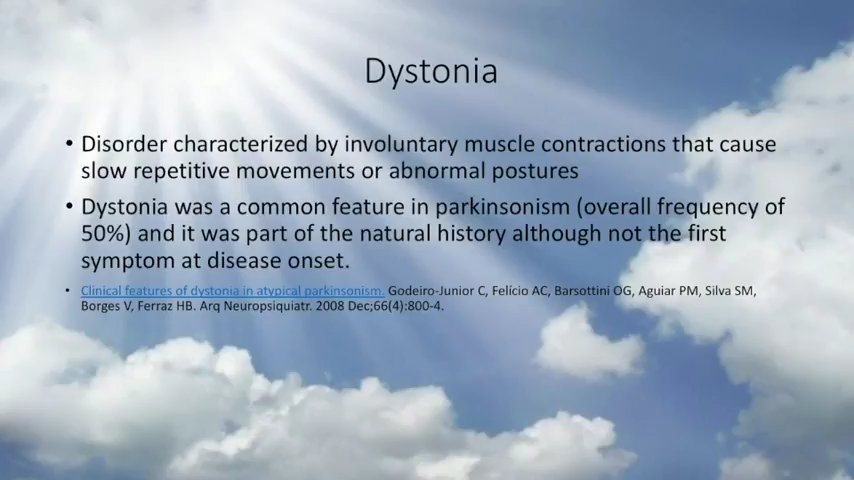 Dystonia
• Disorder characterized by involuntary muscle contractions that cause
slow repetitive movements or abnormal postures
• Dystonia was a common feature in parkinsonism (overall frequency of
50%) and it was part of the natural history although not the first
symptom at disease onset.
• Clinical features of dystonia in atypical parkinsonism. Godeiro-Junior C, Felício AC, Barsottini OG, Aguiar PM, Silva SM,
Borges V, Ferraz HB. Arq Neuropsiquiatr. 2008 Dec;66(4):800-4.